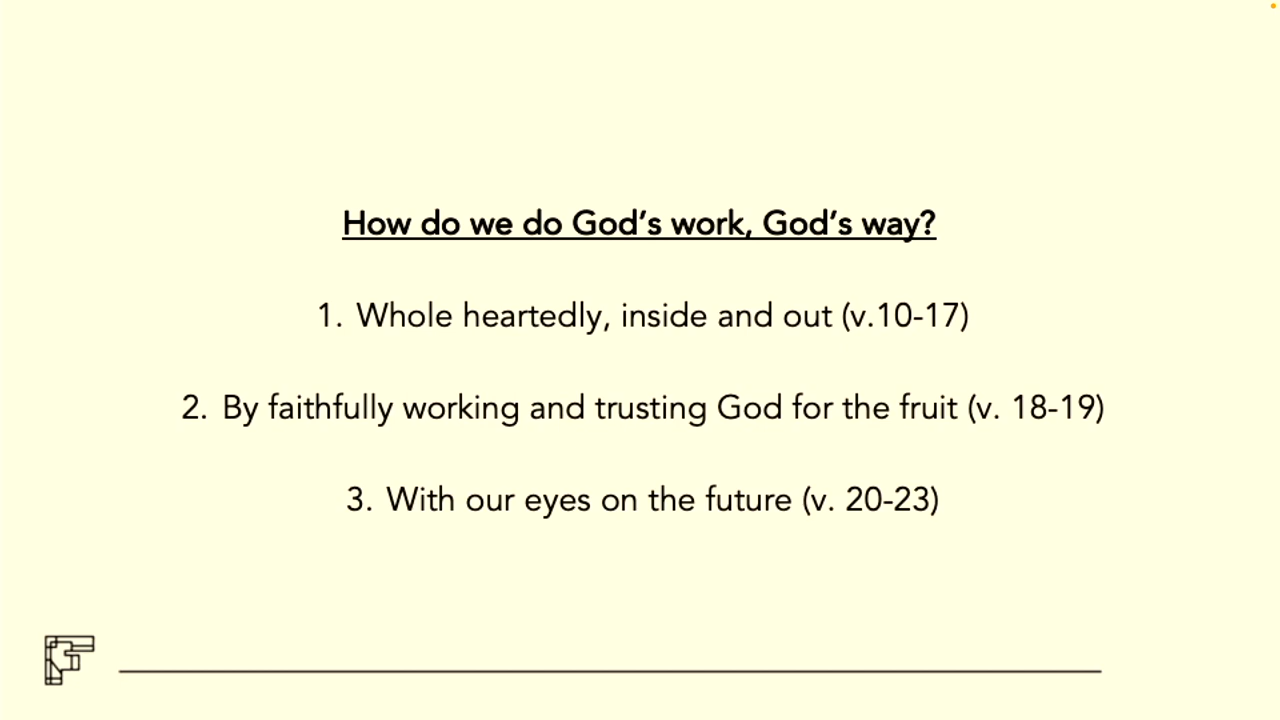 How do we do God’s work, God’s way?
1. Whole heartedly, inside and out (v.10-17)
2. By faithfully working and trusting God for the fruit (v. 18-19)
3. With our eyes on the future (v. 20-23)